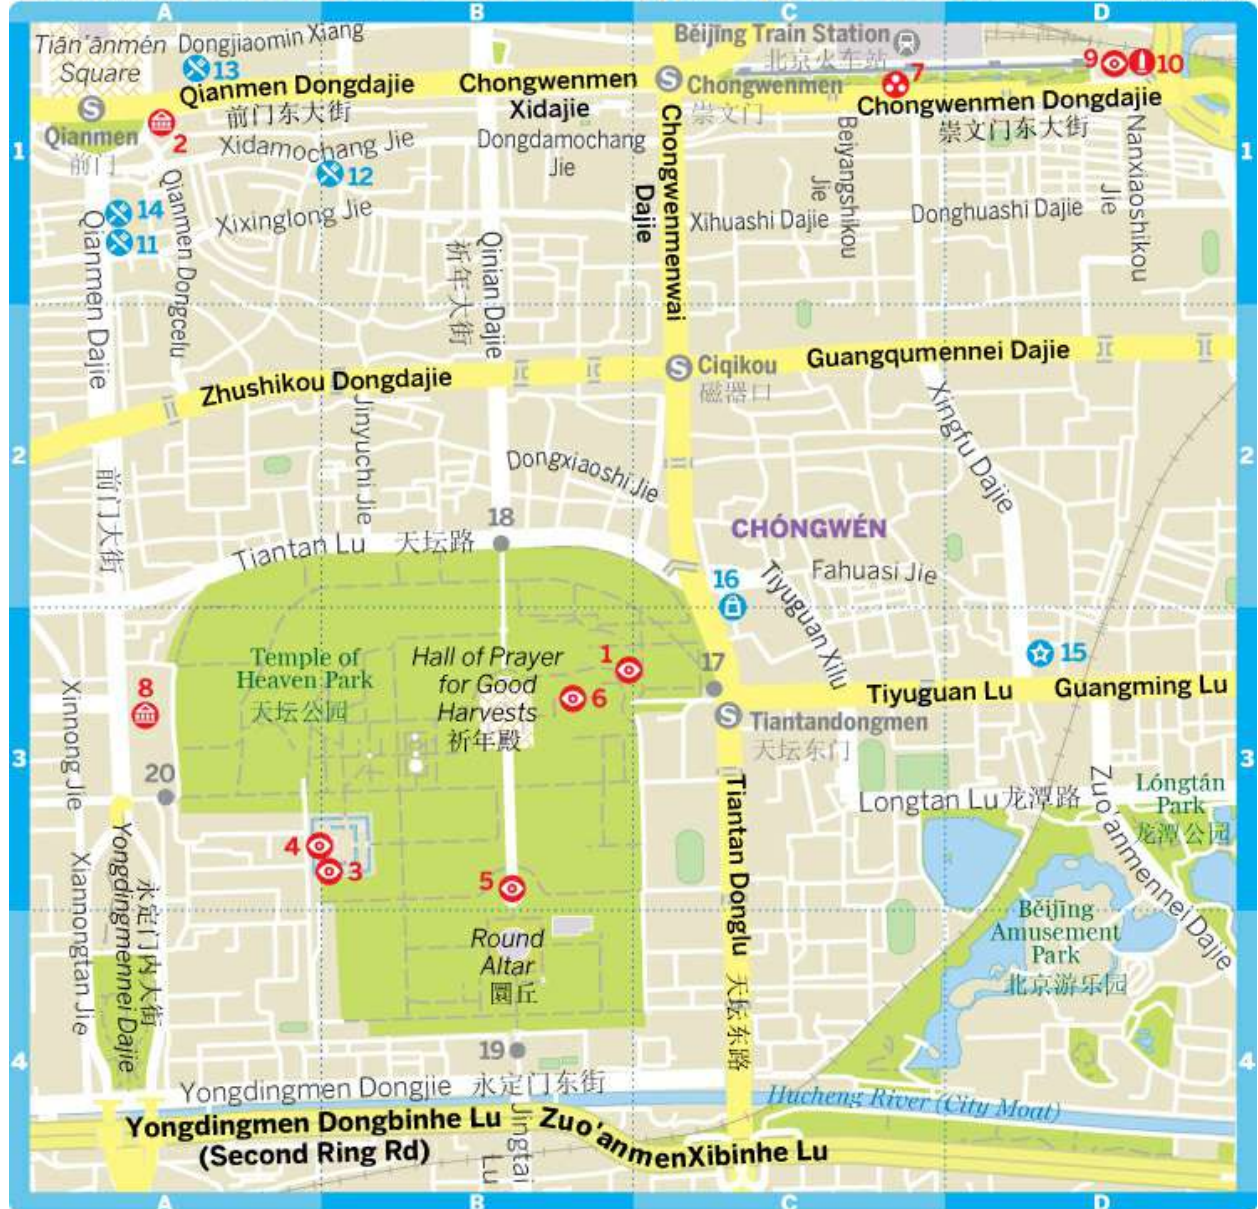 A
B
C
D
Tiān'ānmén
Square
Dongjiaomin Xiang
13
Qianmen Dongdajie
前门东大街
Chongwenmen
Xidajie
Běijīng Train Station
北京火车站
S
Chongwenmen
崇文门
7
9
10
Chongwenmen Dongdajie
崇文门东大街
S
Qianmen
前门
2
1
1
Xidamochang Jie
12
Dongdamochang
Jie
Xixinglong Jie
14
11
Qianmen Dajie
Qianmen Dongcelu
Qinian Dajie
祈年大街
Chongwenmenwai
Dajie
Xihuashi Dajie
Beiyangshikou
Jie
Donghuashi Dajie
Nanxiaoshikou
Jie
Zhushikou Dongdajie
S
Ciqikou
磁器口
Guangqumennei Dajie
Xingfu Dajie
2
2
前门大街
Jinyuchi Jie
Dongxiaoshi Jie
18
Tiantan Lu
天坛路
CHÓNGWÉN
16
Fahuasi Jie
Tiyuguan Xilu
15
Temple of
Heaven Park
天坛公园
Hall of Prayer
for Good
Harvests
祈年殿
1
6
17
Tiyuguan Lu
Guangming Lu
S
Tiantandongmen
天坛东门
8
Xinnong Jie
20
3
3
Longtan Lu 龙潭路
Lóngtán
Park
龙潭公园
Zuo'anmennei Dajie
4
3
5
Tiantan Donglu
天坛东路
Xiannongtan Jie
Yongdingmennei Dajie
永定门内大街
Round
Altar
圜丘
Běijīng
Amusement
Park
北京游乐园
19
4
4
Yongdingmen Dongjie
永定门东街
Hucheng River (City Moat)
Yongdingmen Dongbinhe Lu
(Second Ring Rd)
Jingtai
Lu
Zuo'anmenXibinhe Lu
A
B
C
D